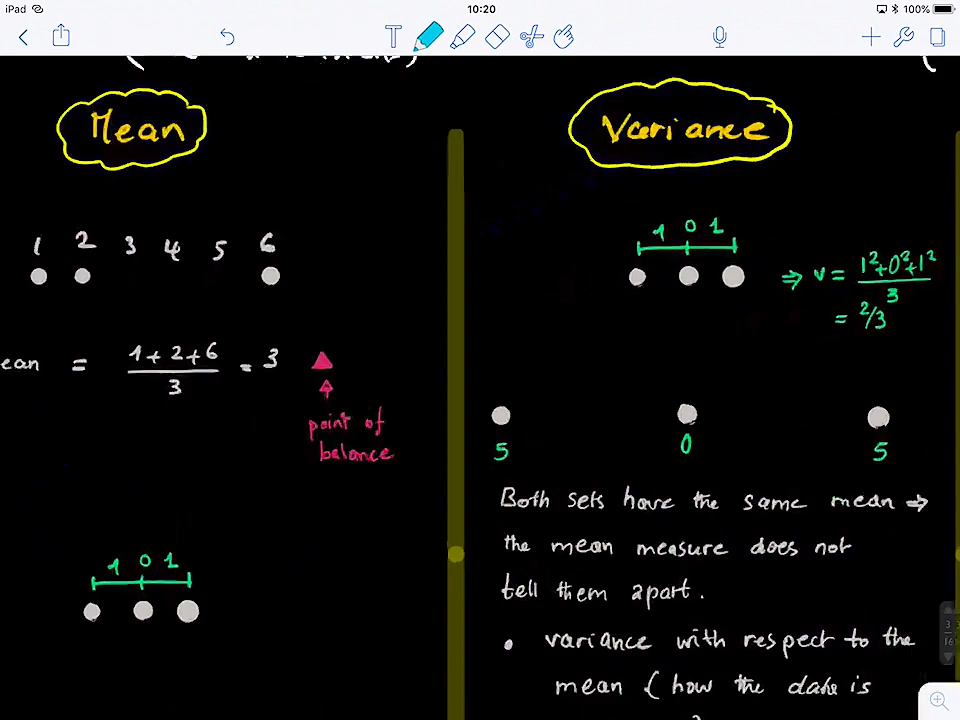 iPad
10:20
100%
T
Mean
1 2 3 4 5 6
ean = 1+2+6 / 3 = 3
point of
balance
1 0 1
Variance
1 0 1
⇒ v = 1²+0²+1² / 3
= 2/3
5 0 5
Both sets have the same mean ⇒
the mean measure does not
tell them apart.
• variance with respect to the
mean (how the data is